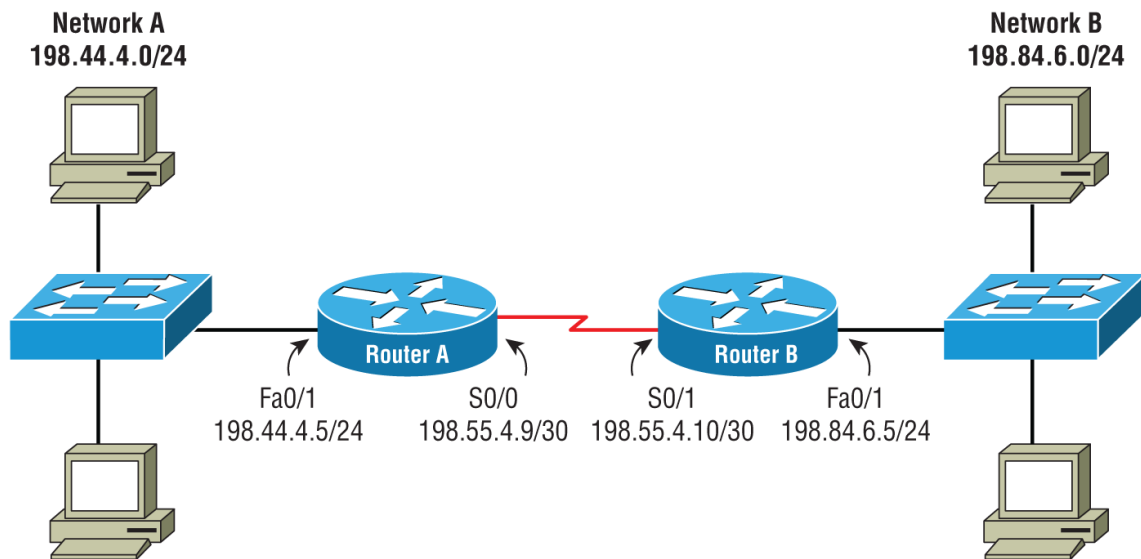 Network A
198.44.4.0/24
Network B
198.84.6.0/24
Router A
Router B
Fa0/1
198.44.4.5/24
S0/0
198.55.4.9/30
S0/1
198.55.4.10/30
Fa0/1
198.84.6.5/24